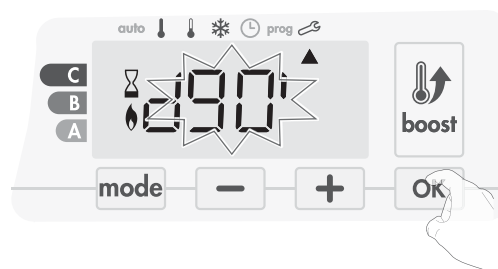 auto prog
C
B
A
d90'
boost
mode - + OK